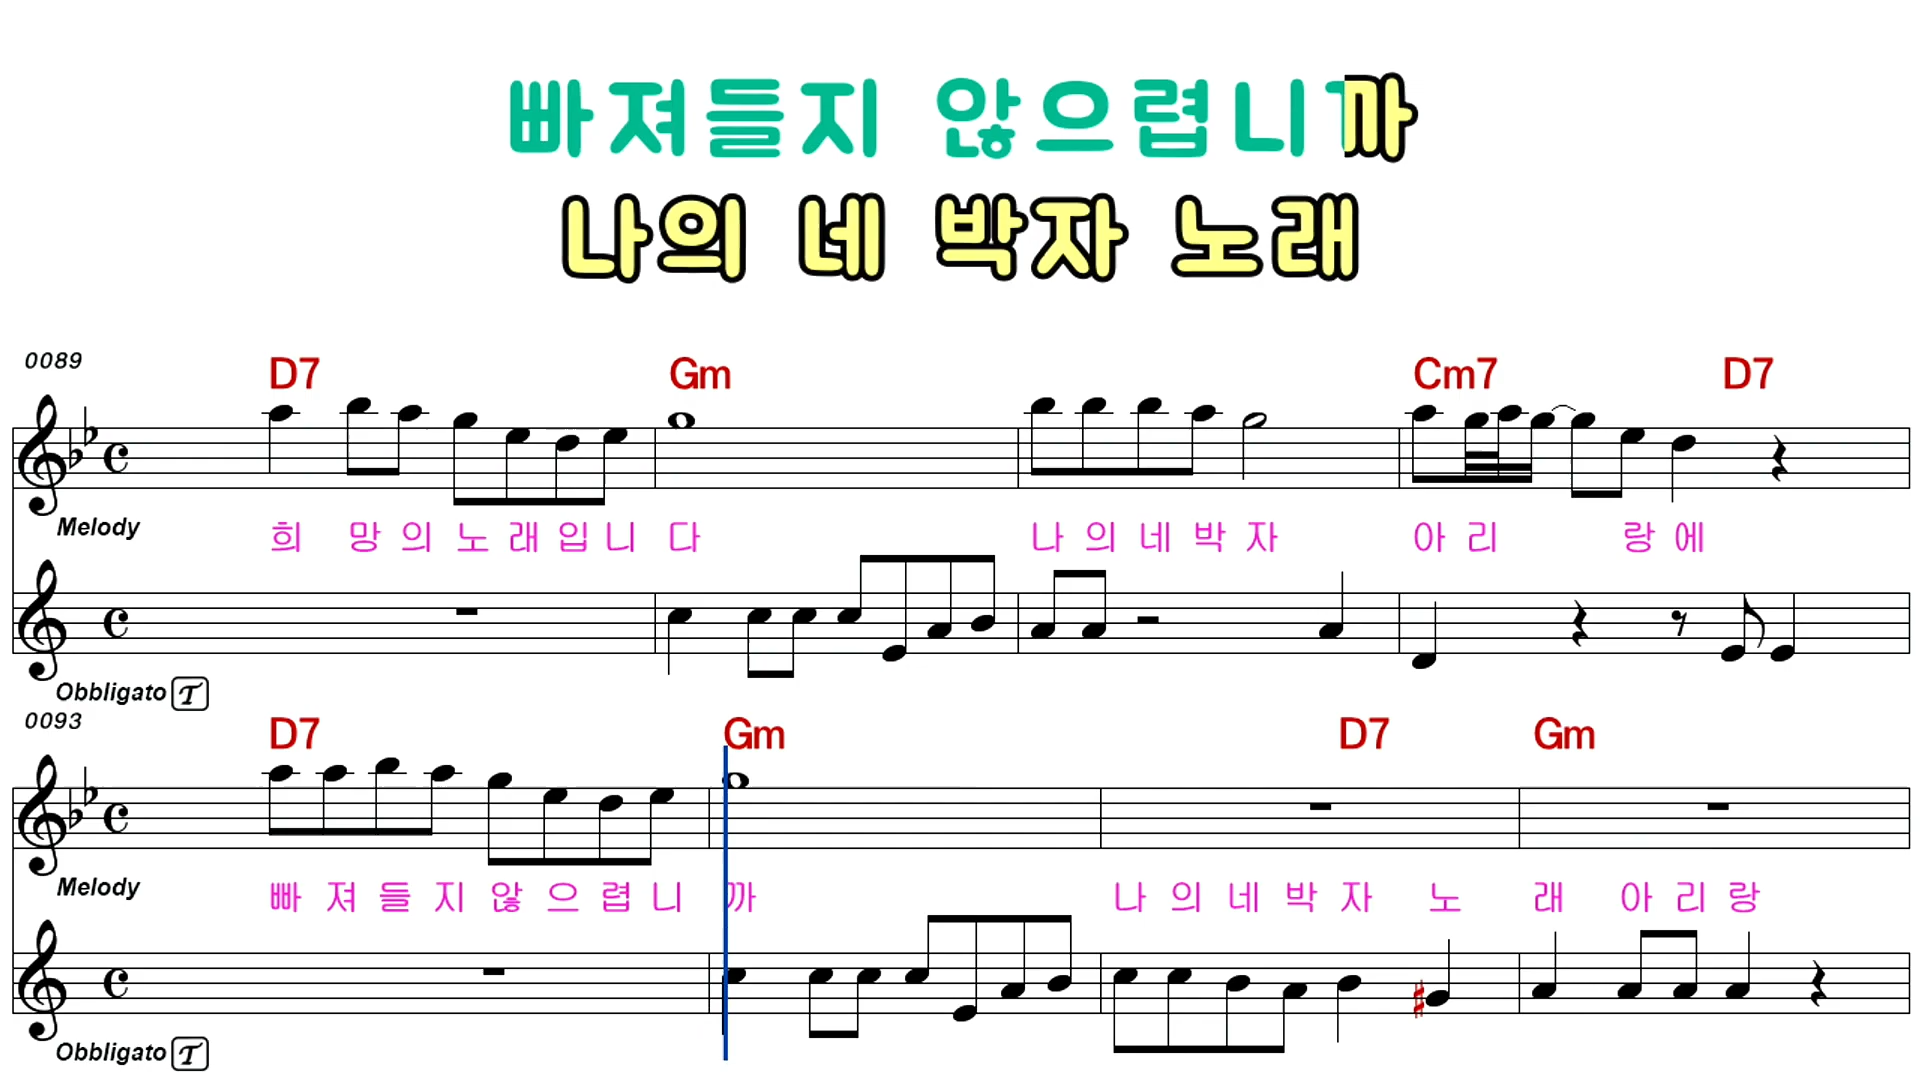 빠져들지 않으렵니까
나의 네 박자 노래
0089
D7 Gm Cm7 D7
Melody 희 망 의 노 래 입 니 다 나 의 네 박 자 아 리 랑 에
Obbligato T
0093
D7 Gm D7 Gm
Melody 빠 져 들 지 않 으 렵 니 까 나 의 네 박 자 노 래 아 리 랑
Obbligato T